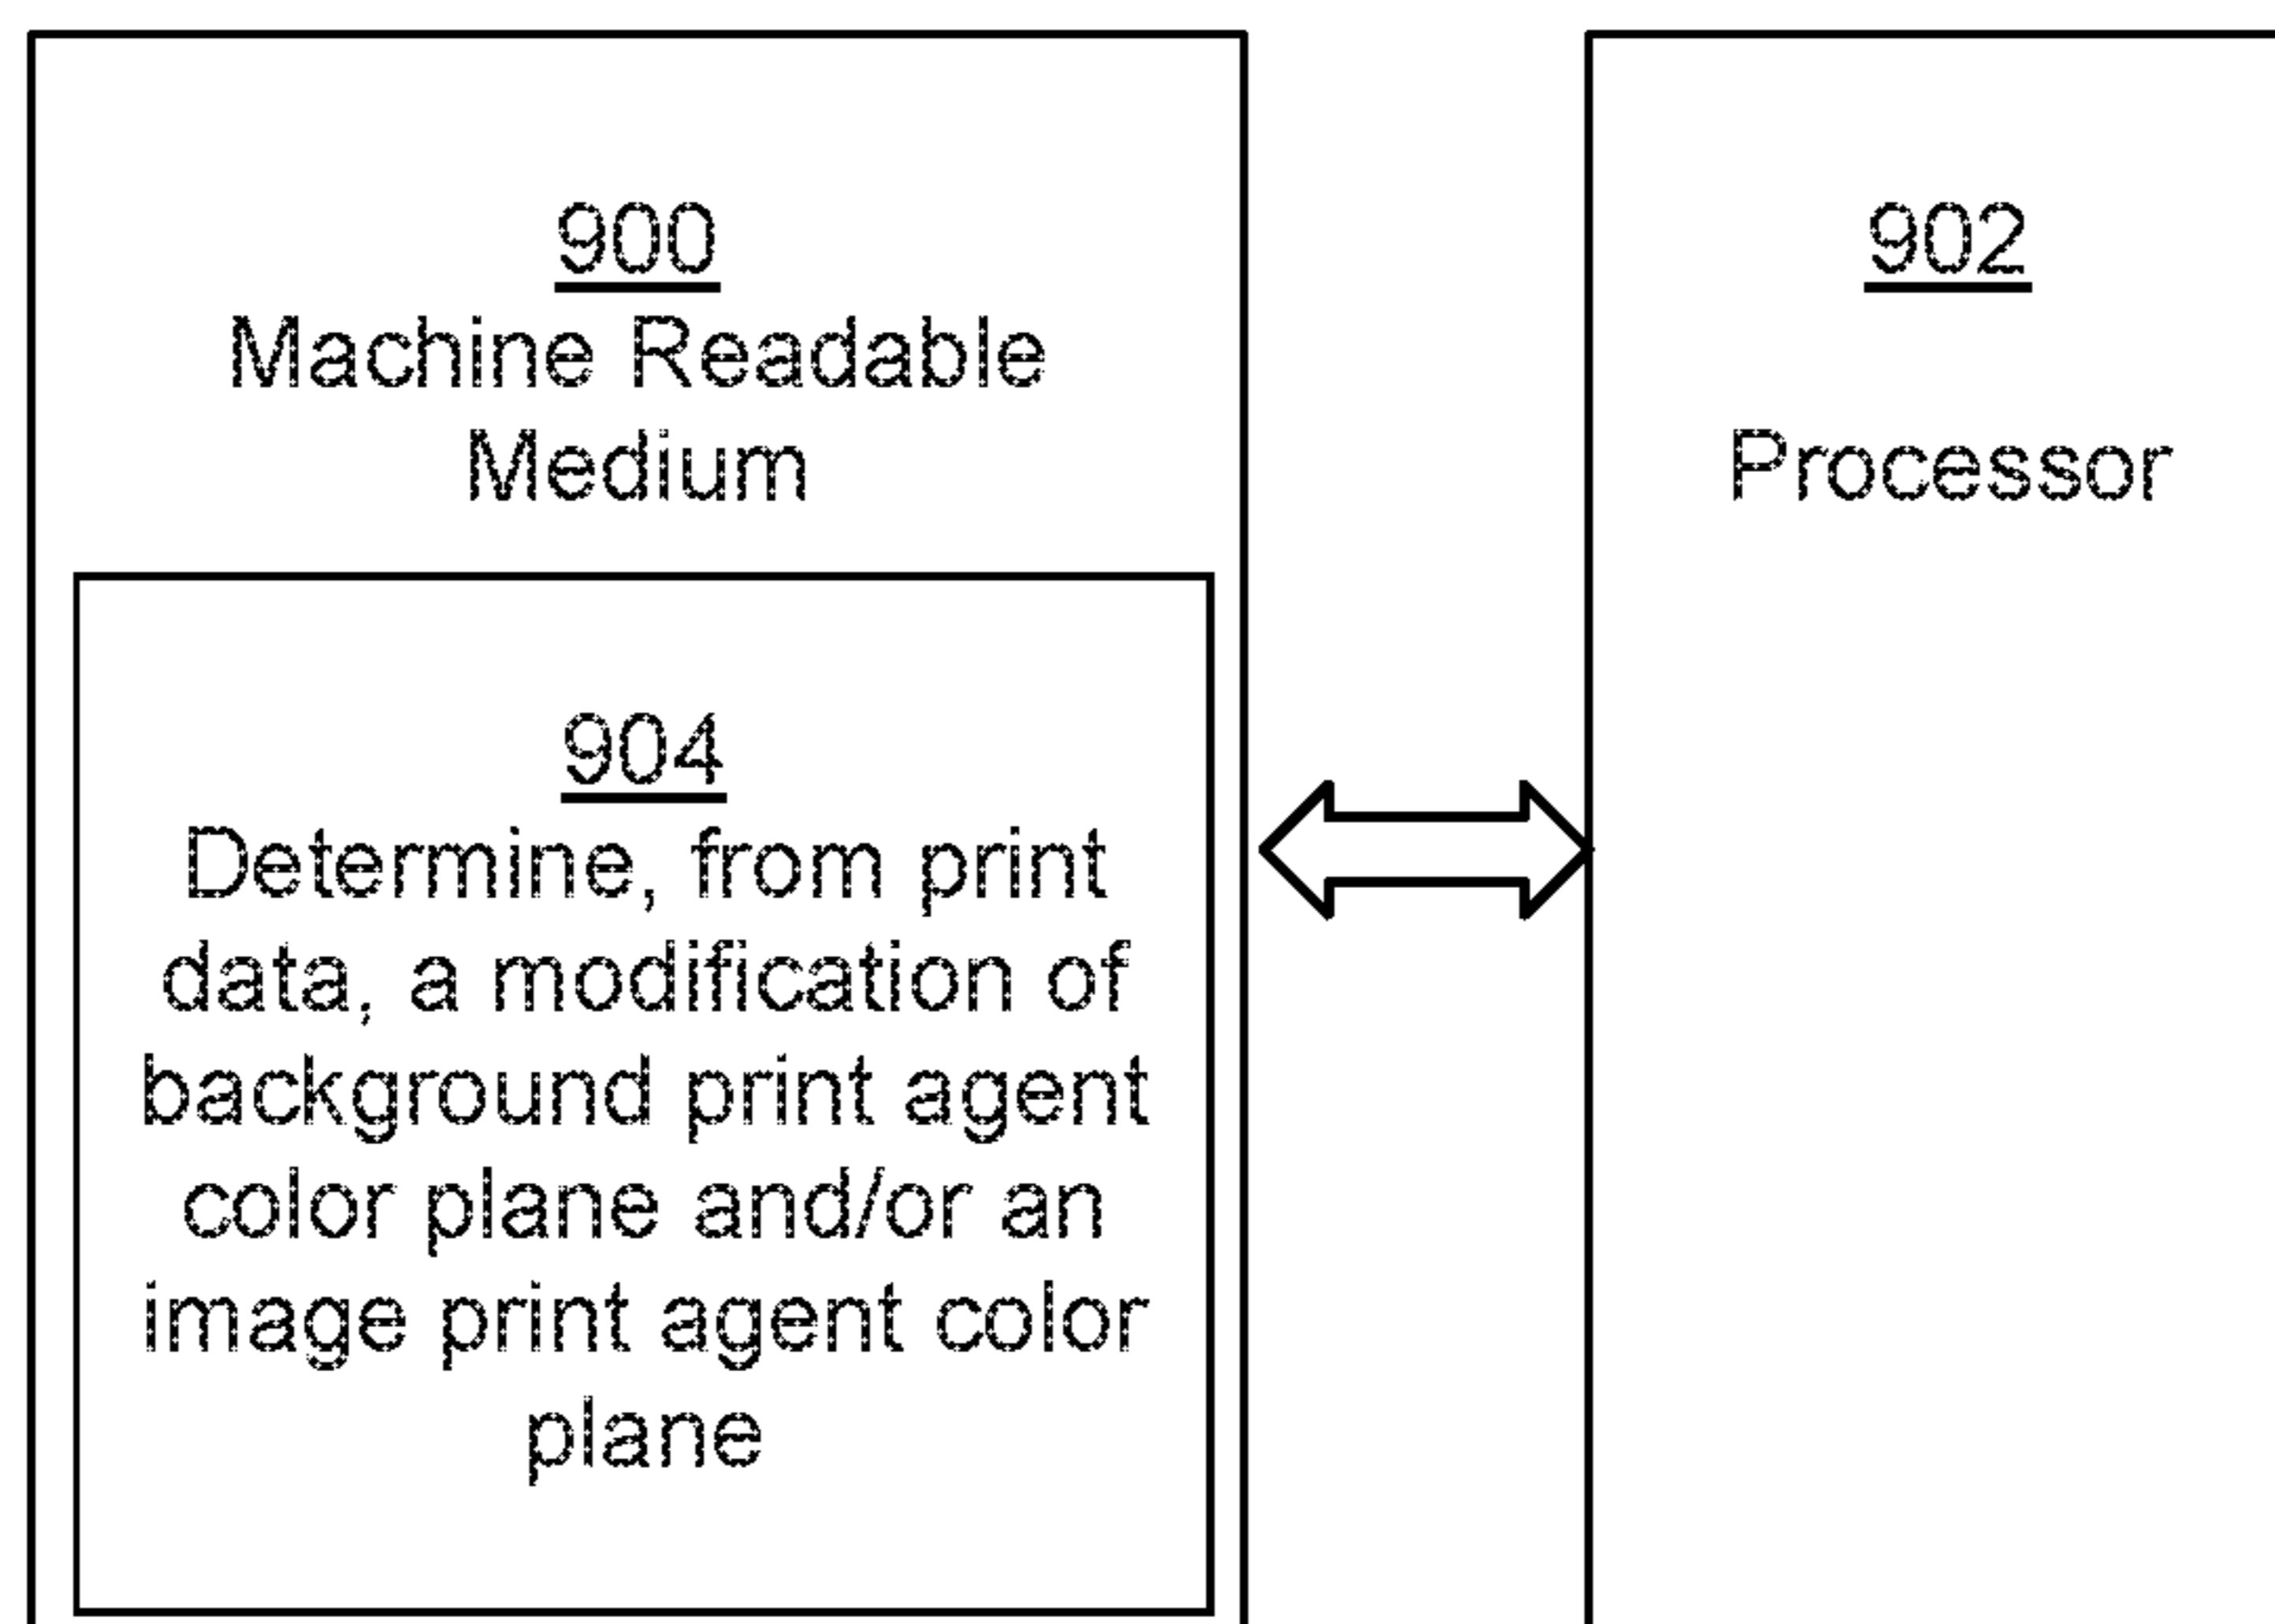 900
Machine Readable
Medium
904
Determine, from print
data, a modification of
background print agent
color plane and/or an
image print agent color
plane
902
Processor